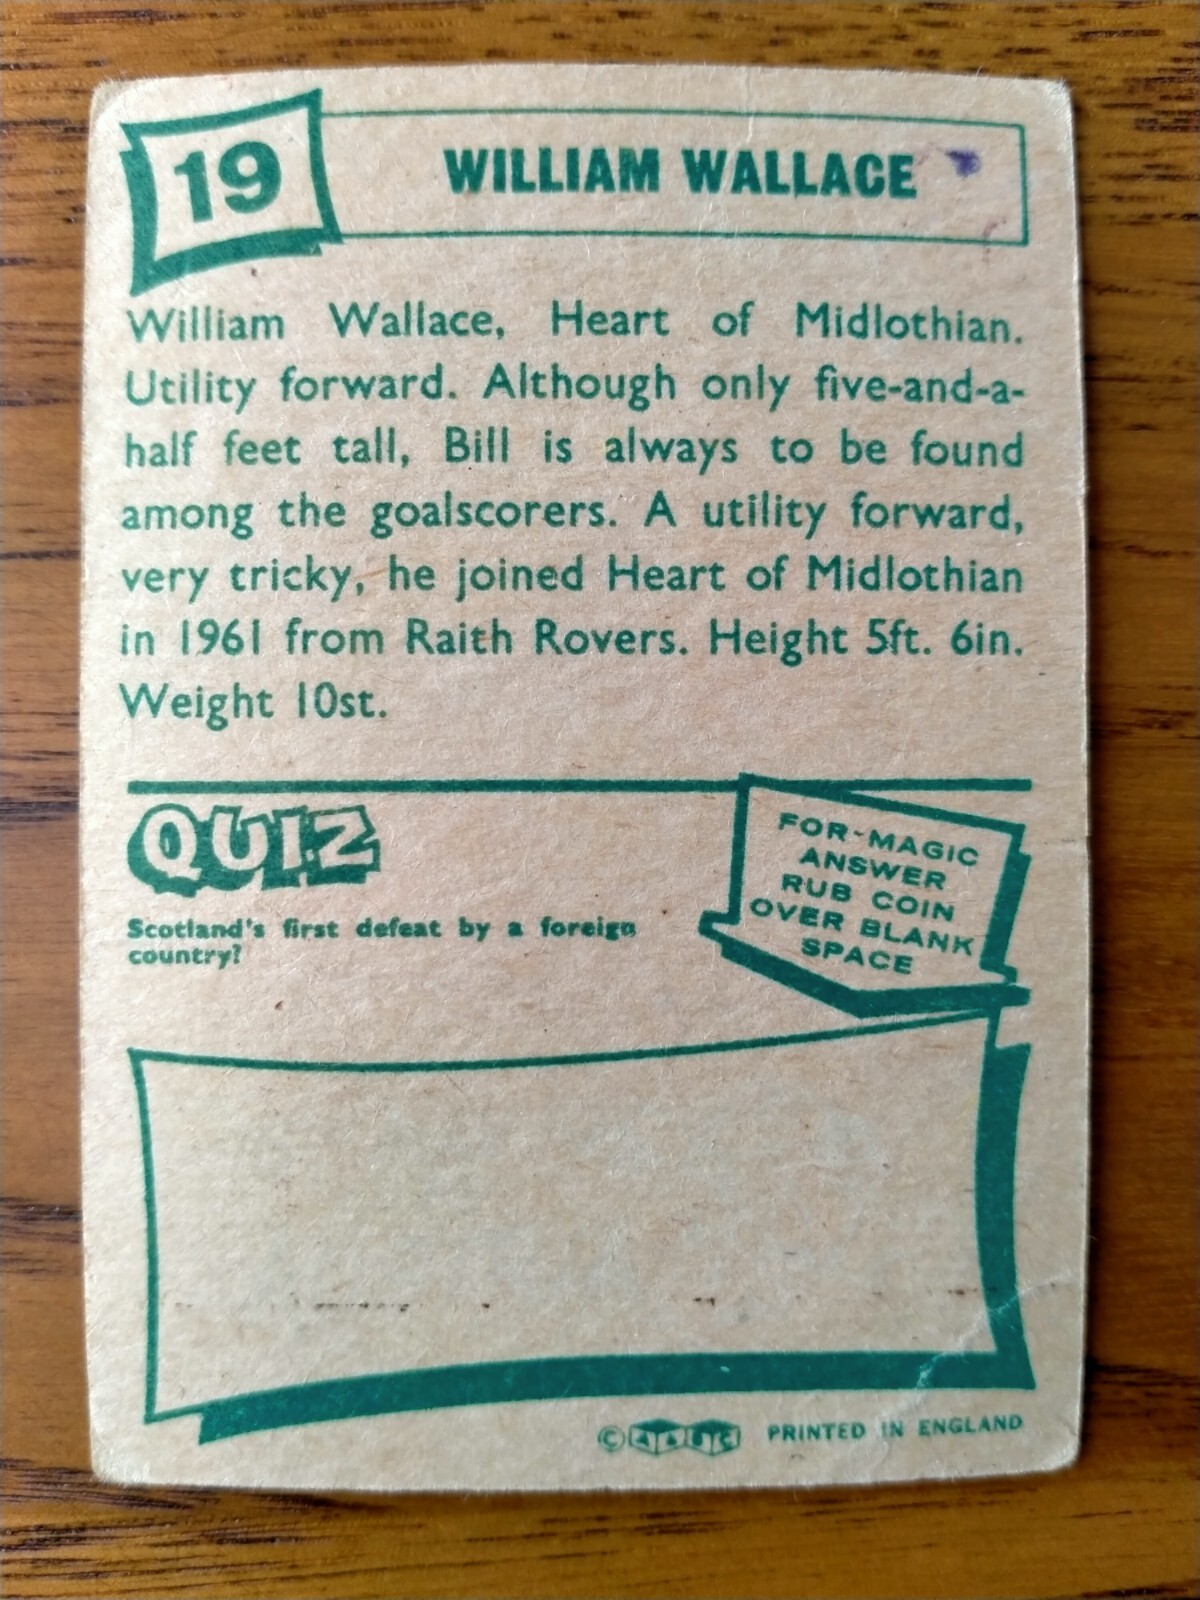 19
WILLIAM WALLACE
William Wallace, Heart of Midlothian.
Utility forward. Although only five-and-a-
half feet tall, Bill is always to be found
among the goalscorers. A utility forward,
very tricky, he joined Heart of Midlothian
in 1961 from Raith Rovers. Height 5ft. 6in.
Weight 10st.
QUIZ
Scotland's first defeat by a foreign
country?
FOR-MAGIC
ANSWER
RUB COIN
OVER BLANK
SPACE
© A&BC PRINTED IN ENGLAND